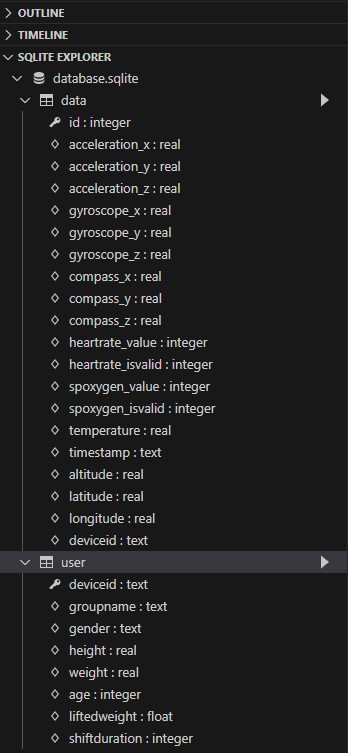 OUTLINE
TIMELINE
SQLITE EXPLORER
database.sqlite
data
id : integer
acceleration_x : real
acceleration_y : real
acceleration_z : real
gyroscope_x : real
gyroscope_y : real
gyroscope_z : real
compass_x : real
compass_y : real
compass_z : real
heartrate_value : integer
heartrate_isvalid : integer
spoxygen_value : integer
spoxygen_isvalid : integer
temperature : real
timestamp : text
altitude : real
latitude : real
longitude : real
deviceid : text
user
deviceid : text
groupname : text
gender : text
height : real
weight : real
age : integer
liftedweight : float
shiftduration : integer